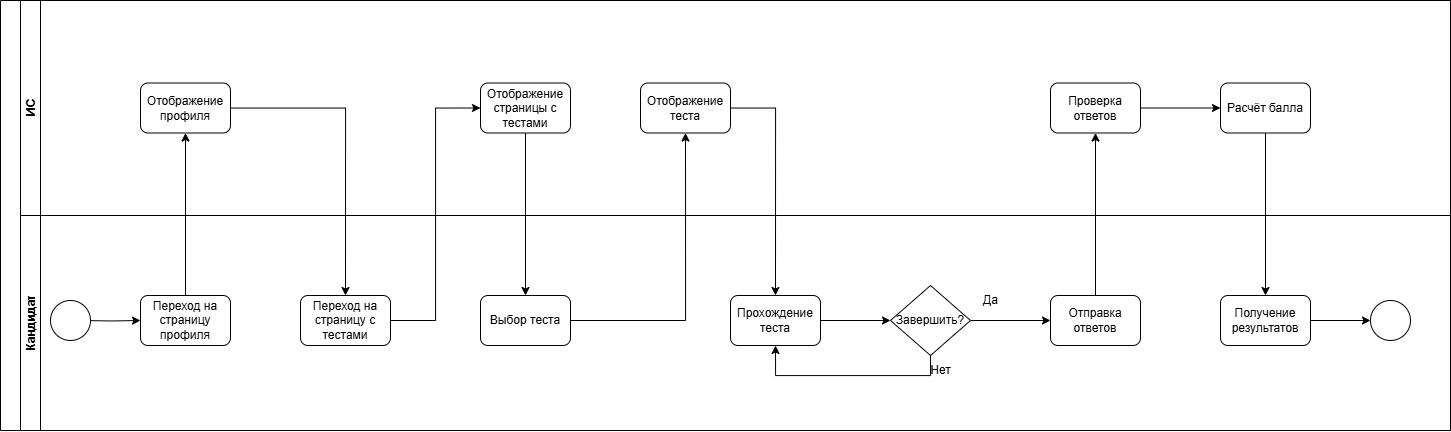 ИС
Отображение
профиля
Отображение
страницы с
тестами
Отображение
теста
Проверка
ответов
Расчёт балла
Кандидат
Переход на
страницу
профиля
Переход на
страницу с
тестами
Выбор теста
Прохождение
теста
Завершить?
Да
Нет
Отправка
ответов
Получение
результатов